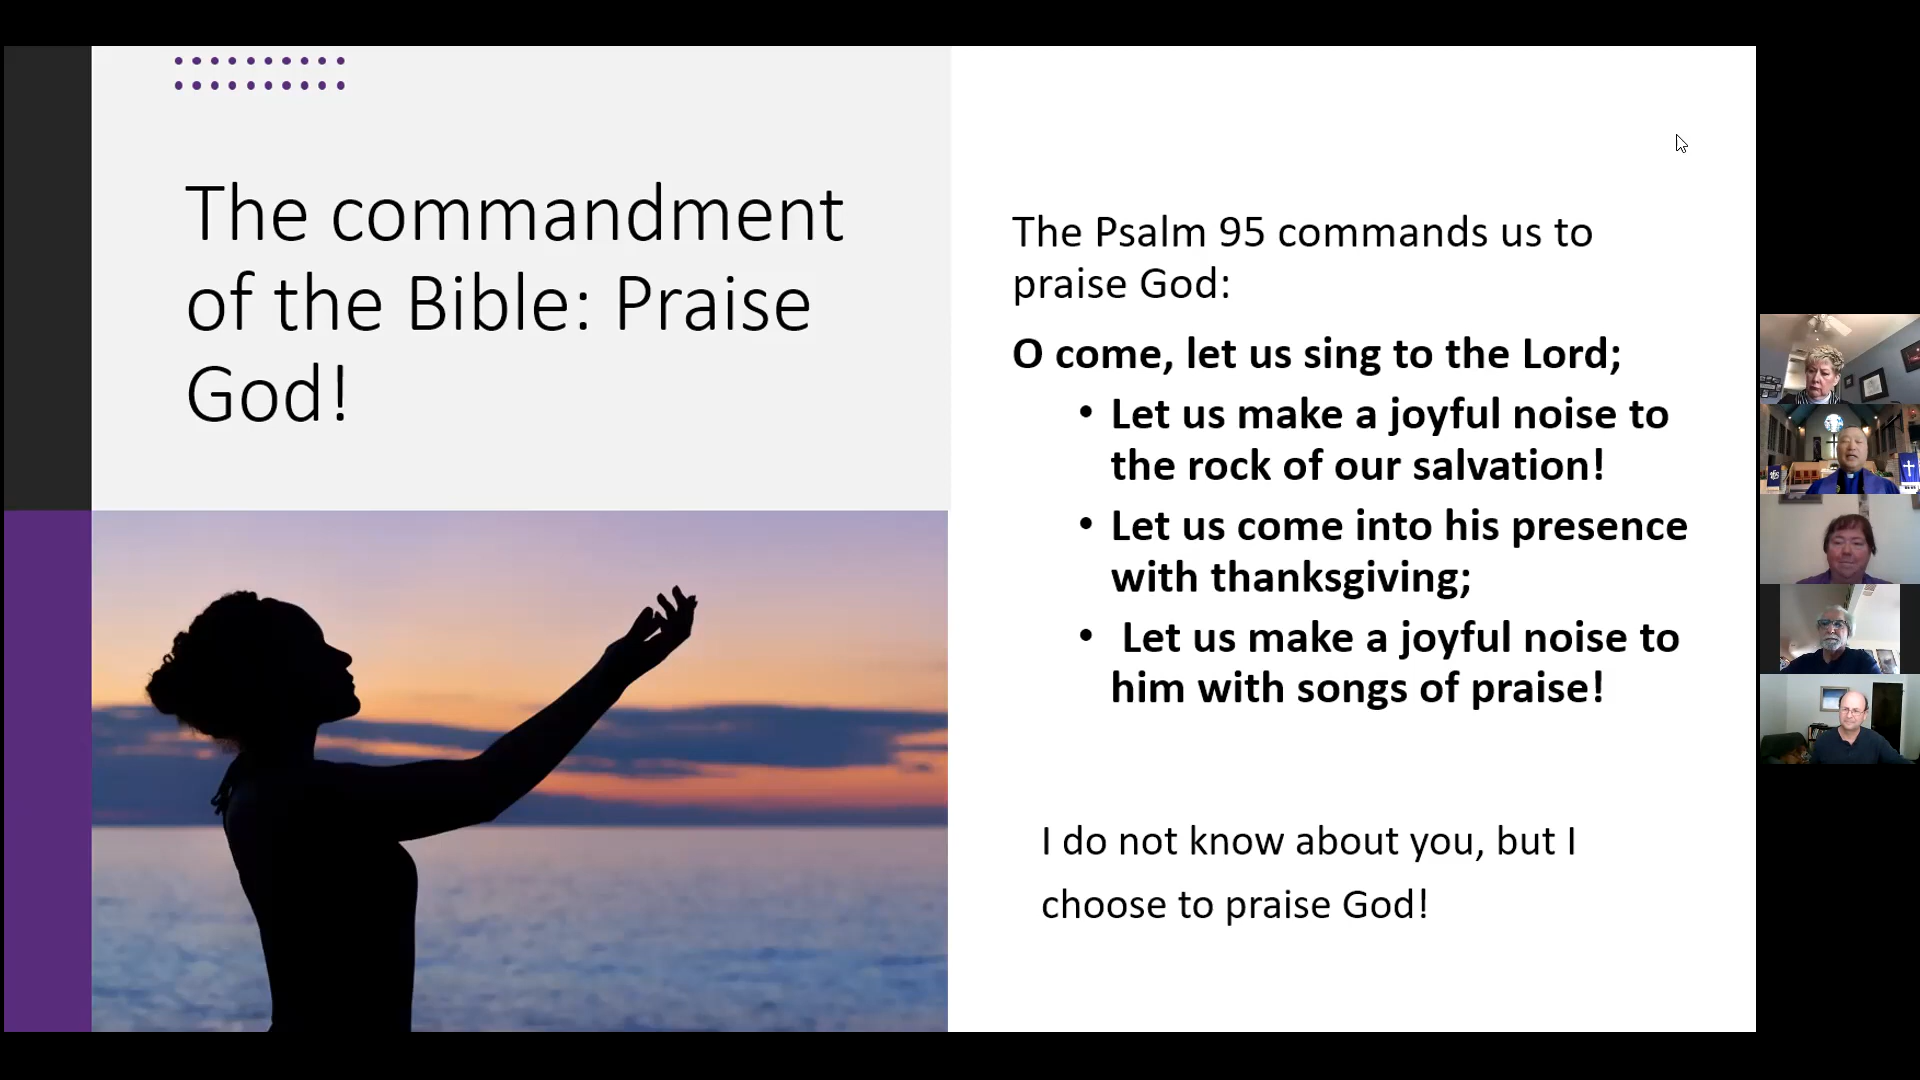 The commandment
of the Bible: Praise
God!
The Psalm 95 commands us to
praise God:
O come, let us sing to the Lord;
• Let us make a joyful noise to
the rock of our salvation!
• Let us come into his presence
with thanksgiving;
• Let us make a joyful noise to
him with songs of praise!
I do not know about you, but I
choose to praise God!